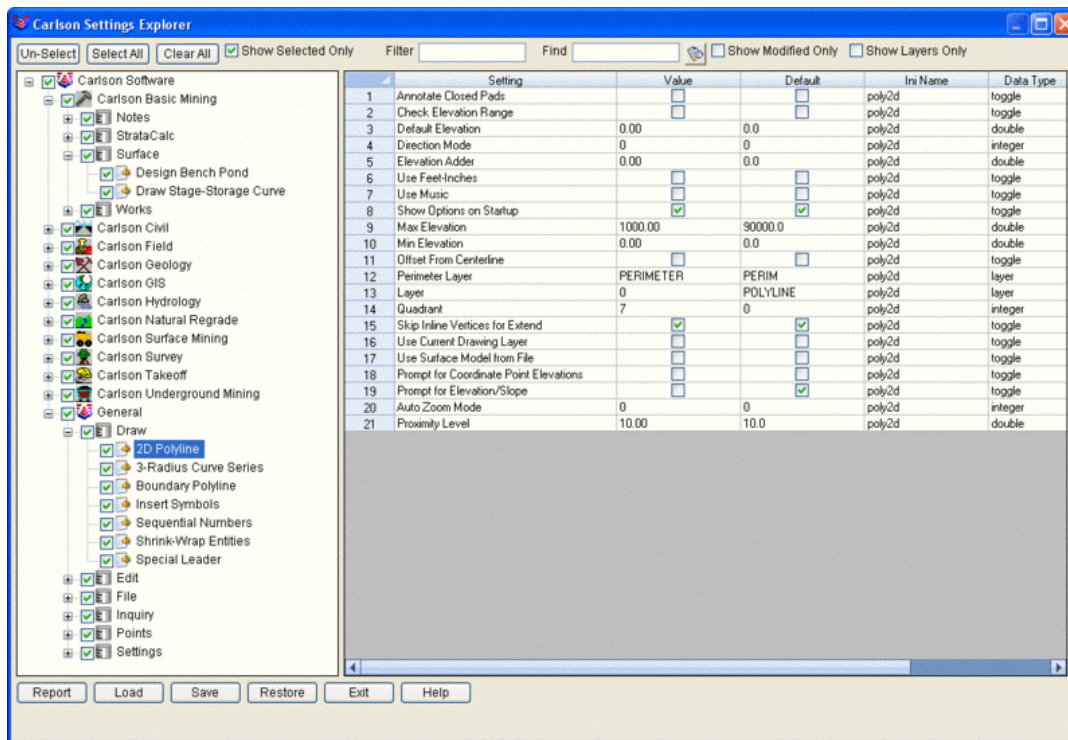 Carlson Settings Explorer
Un-Select Select All Clear All Show Selected Only Filter Find Show Modified Only Show Layers Only
Carlson Software
Carlson Basic Mining
Notes
StrataCalc
Surface
Design Bench Pond
Draw Stage-Storage Curve
Works
Carlson Civil
Carlson Field
Carlson Geology
Carlson GIS
Carlson Hydrology
Carlson Natural Regrade
Carlson Surface Mining
Carlson Survey
Carlson Takeoff
Carlson Underground Mining
General
Draw
2D Polyline
3-Radius Curve Series
Boundary Polyline
Insert Symbols
Sequential Numbers
Shrink-Wrap Entities
Special Leader
Edit
File
Inquiry
Points
Settings
Setting Value Default Ini Name Data Type
1 Annotate Closed Pads poly2d toggle
2 Check Elevation Range poly2d toggle
3 Default Elevation 0.00 0.0 poly2d double
4 Direction Mode 0 0 poly2d integer
5 Elevation Adder 0.00 0.0 poly2d double
6 Use Feet-Inches poly2d toggle
7 Use Music poly2d toggle
8 Show Options on Startup poly2d toggle
9 Max Elevation 1000.00 90000.0 poly2d double
10 Min Elevation 0.00 0.0 poly2d double
11 Offset From Centerline poly2d toggle
12 Perimeter Layer PERIMETER PERIM poly2d layer
13 Layer 0 POLYLINE poly2d layer
14 Quadrant 7 0 poly2d integer
15 Skip Inline Vertices for Extend poly2d toggle
16 Use Current Drawing Layer poly2d toggle
17 Use Surface Model from File poly2d toggle
18 Prompt for Coordinate Point Elevations poly2d toggle
19 Prompt for Elevation/Slope poly2d toggle
20 Auto Zoom Mode 0 0 poly2d integer
21 Proximity Level 10.00 10.0 poly2d double
Report Load Save Restore Exit Help